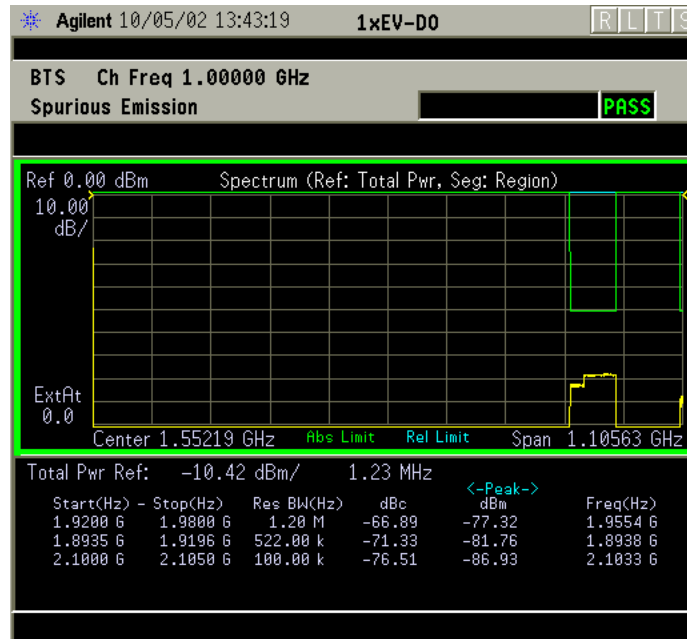 Agilent 10/05/02 13:43:19 1xEV-DO R L T S
BTS Ch Freq 1.00000 GHz
Spurious Emission PASS
Ref 0.00 dBm Spectrum (Ref: Total Pwr, Seg: Region)
10.00
dB/
ExtAt
0.0
Center 1.55219 GHz Abs Limit Rel Limit Span 1.10563 GHz
Total Pwr Ref: -10.42 dBm/ 1.23 MHz
<-Peak->
Start(Hz) - Stop(Hz) Res BW(Hz) dBc dBm Freq(Hz)
1.9200 G 1.9800 G 1.20 M -66.89 -77.32 1.9554 G
1.8935 G 1.9196 G 522.00 k -71.33 -81.76 1.8938 G
2.1000 G 2.1050 G 100.00 k -76.51 -86.93 2.1033 G